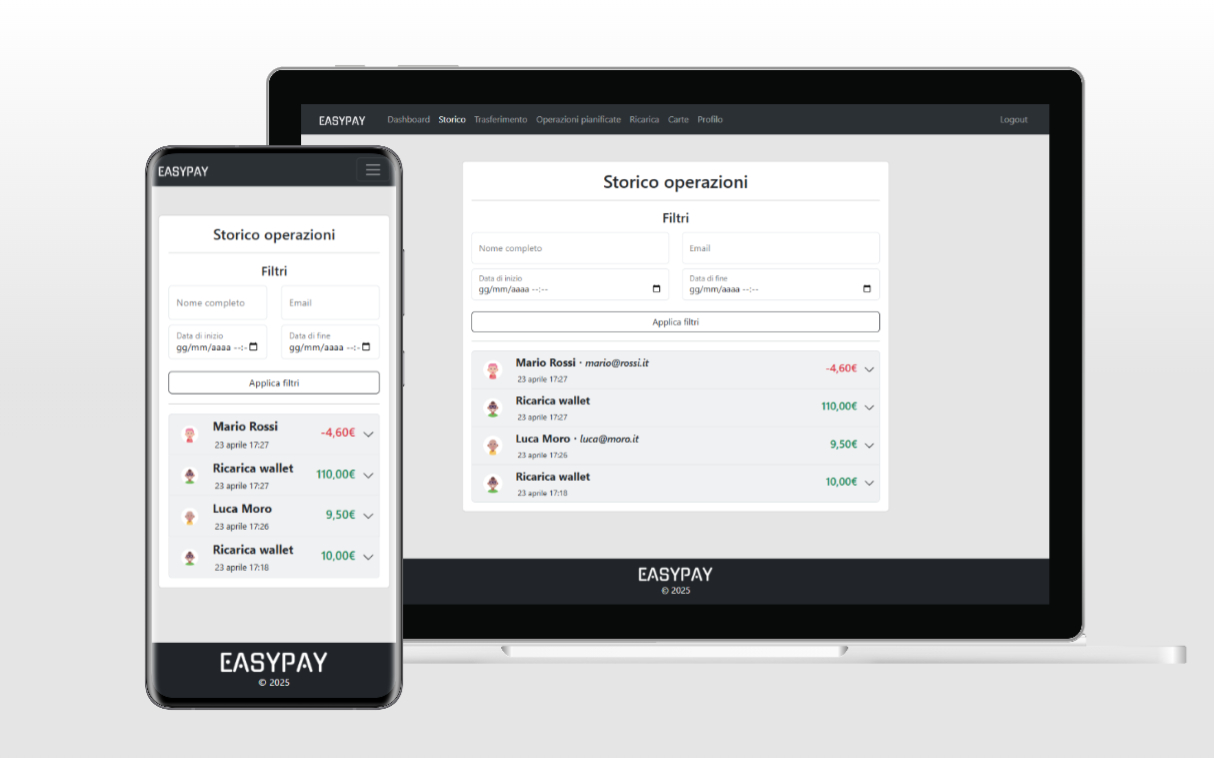 EASYPAY Dashboard Storico Trasferimento Operazioni pianificate Ricarica Carte Profilo Logout
Storico operazioni
Filtri
Nome completo Email
Data di inizio Data di fine
gg/mm/aaaa --:-- gg/mm/aaaa --:--
Applica filtri
Mario Rossi · mario@rossi.it -4,60€
23 aprile 17:27
Ricarica wallet 110,00€
23 aprile 17:27
Luca Moro · luca@moro.it 9,50€
23 aprile 17:26
Ricarica wallet 10,00€
23 aprile 17:18
EASYPAY
© 2025
EASYPAY
Storico operazioni
Filtri
Nome completo Email
Data di inizio Data di fine
gg/mm/aaaa --:- gg/mm/aaaa --:-
Applica filtri
Mario Rossi -4,60€
23 aprile 17:27
Ricarica wallet 110,00€
23 aprile 17:27
Luca Moro 9,50€
23 aprile 17:26
Ricarica wallet 10,00€
23 aprile 17:18
EASYPAY
© 2025